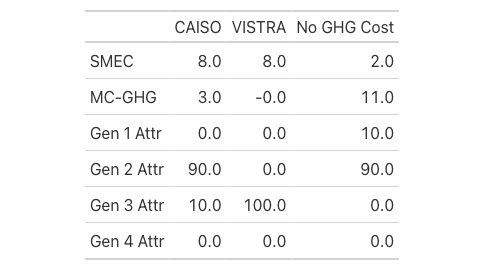 CAISO VISTRA No GHG Cost
SMEC 8.0 8.0 2.0
MC-GHG 3.0 -0.0 11.0
Gen 1 Attr 0.0 0.0 10.0
Gen 2 Attr 90.0 0.0 90.0
Gen 3 Attr 10.0 100.0 0.0
Gen 4 Attr 0.0 0.0 0.0